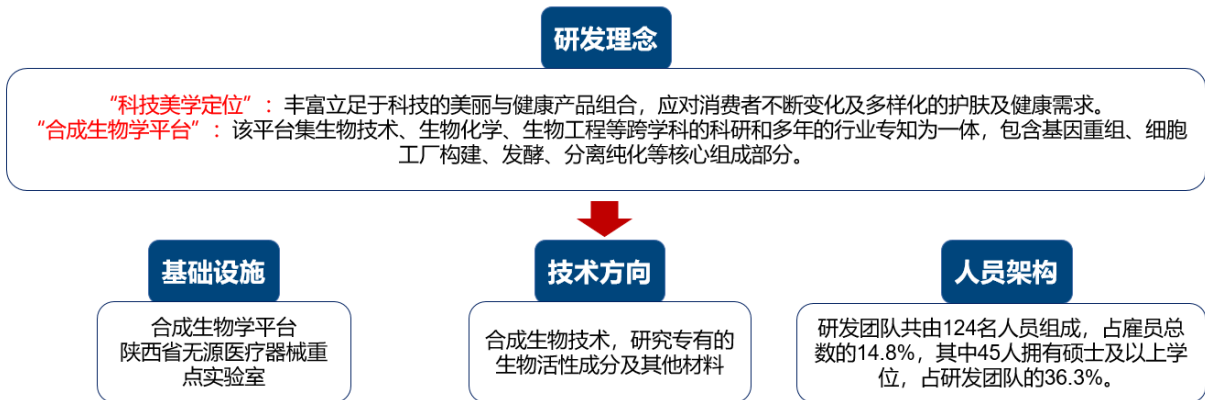 研发理念
“科技美学定位”：丰富立足于科技的美丽与健康产品组合，应对消费者不断变化及多样化的护肤及健康需求。
“合成生物学平台”：该平台集生物技术、生物化学、生物工程等跨学科的科研和多年的行业专知为一体，包含基因重组、细胞
工厂构建、发酵、分离纯化等核心组成部分。
基础设施
合成生物学平台
陕西省无源医疗器械重
点实验室
技术方向
合成生物技术，研究专有的
生物活性成分及其他材料
人员架构
研发团队共由124名人员组成，占雇员总
数的14.8%，其中45人拥有硕士及以上学
位，占研发团队的36.3%。